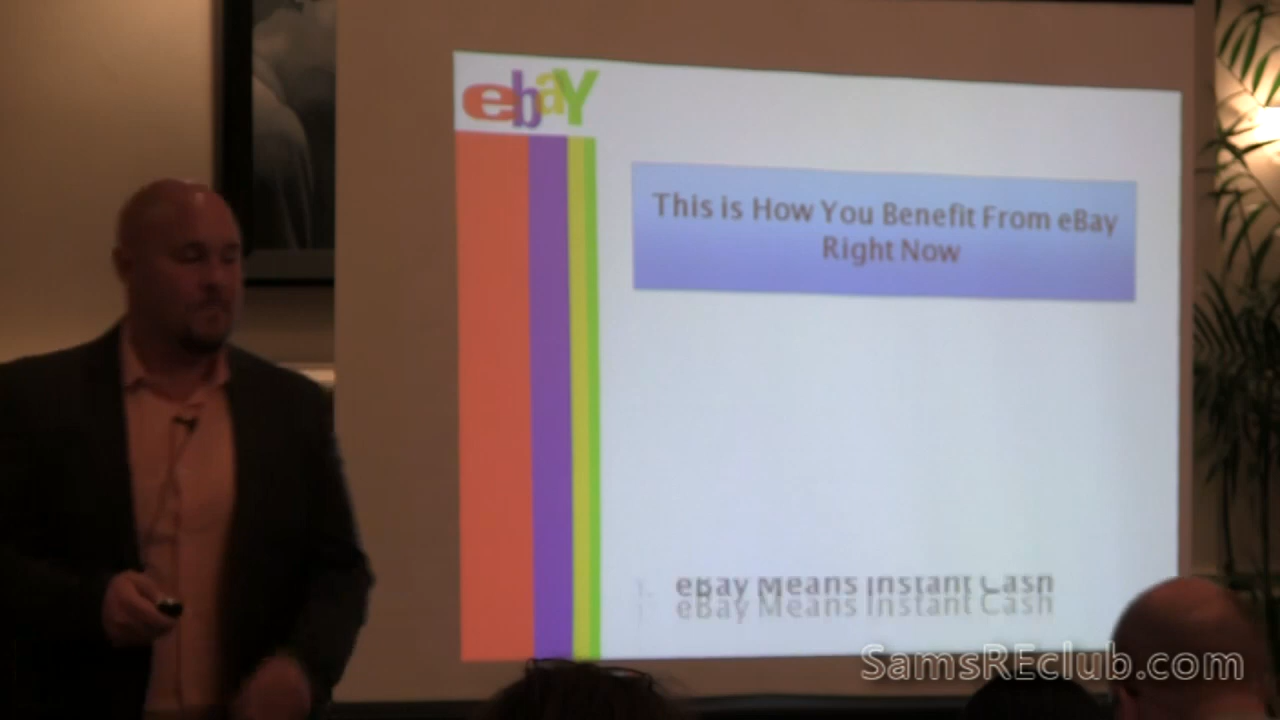 ebaY
This is How You Benefit From eBay
Right Now
eBay Means Instant Cash
SamsREclub.com